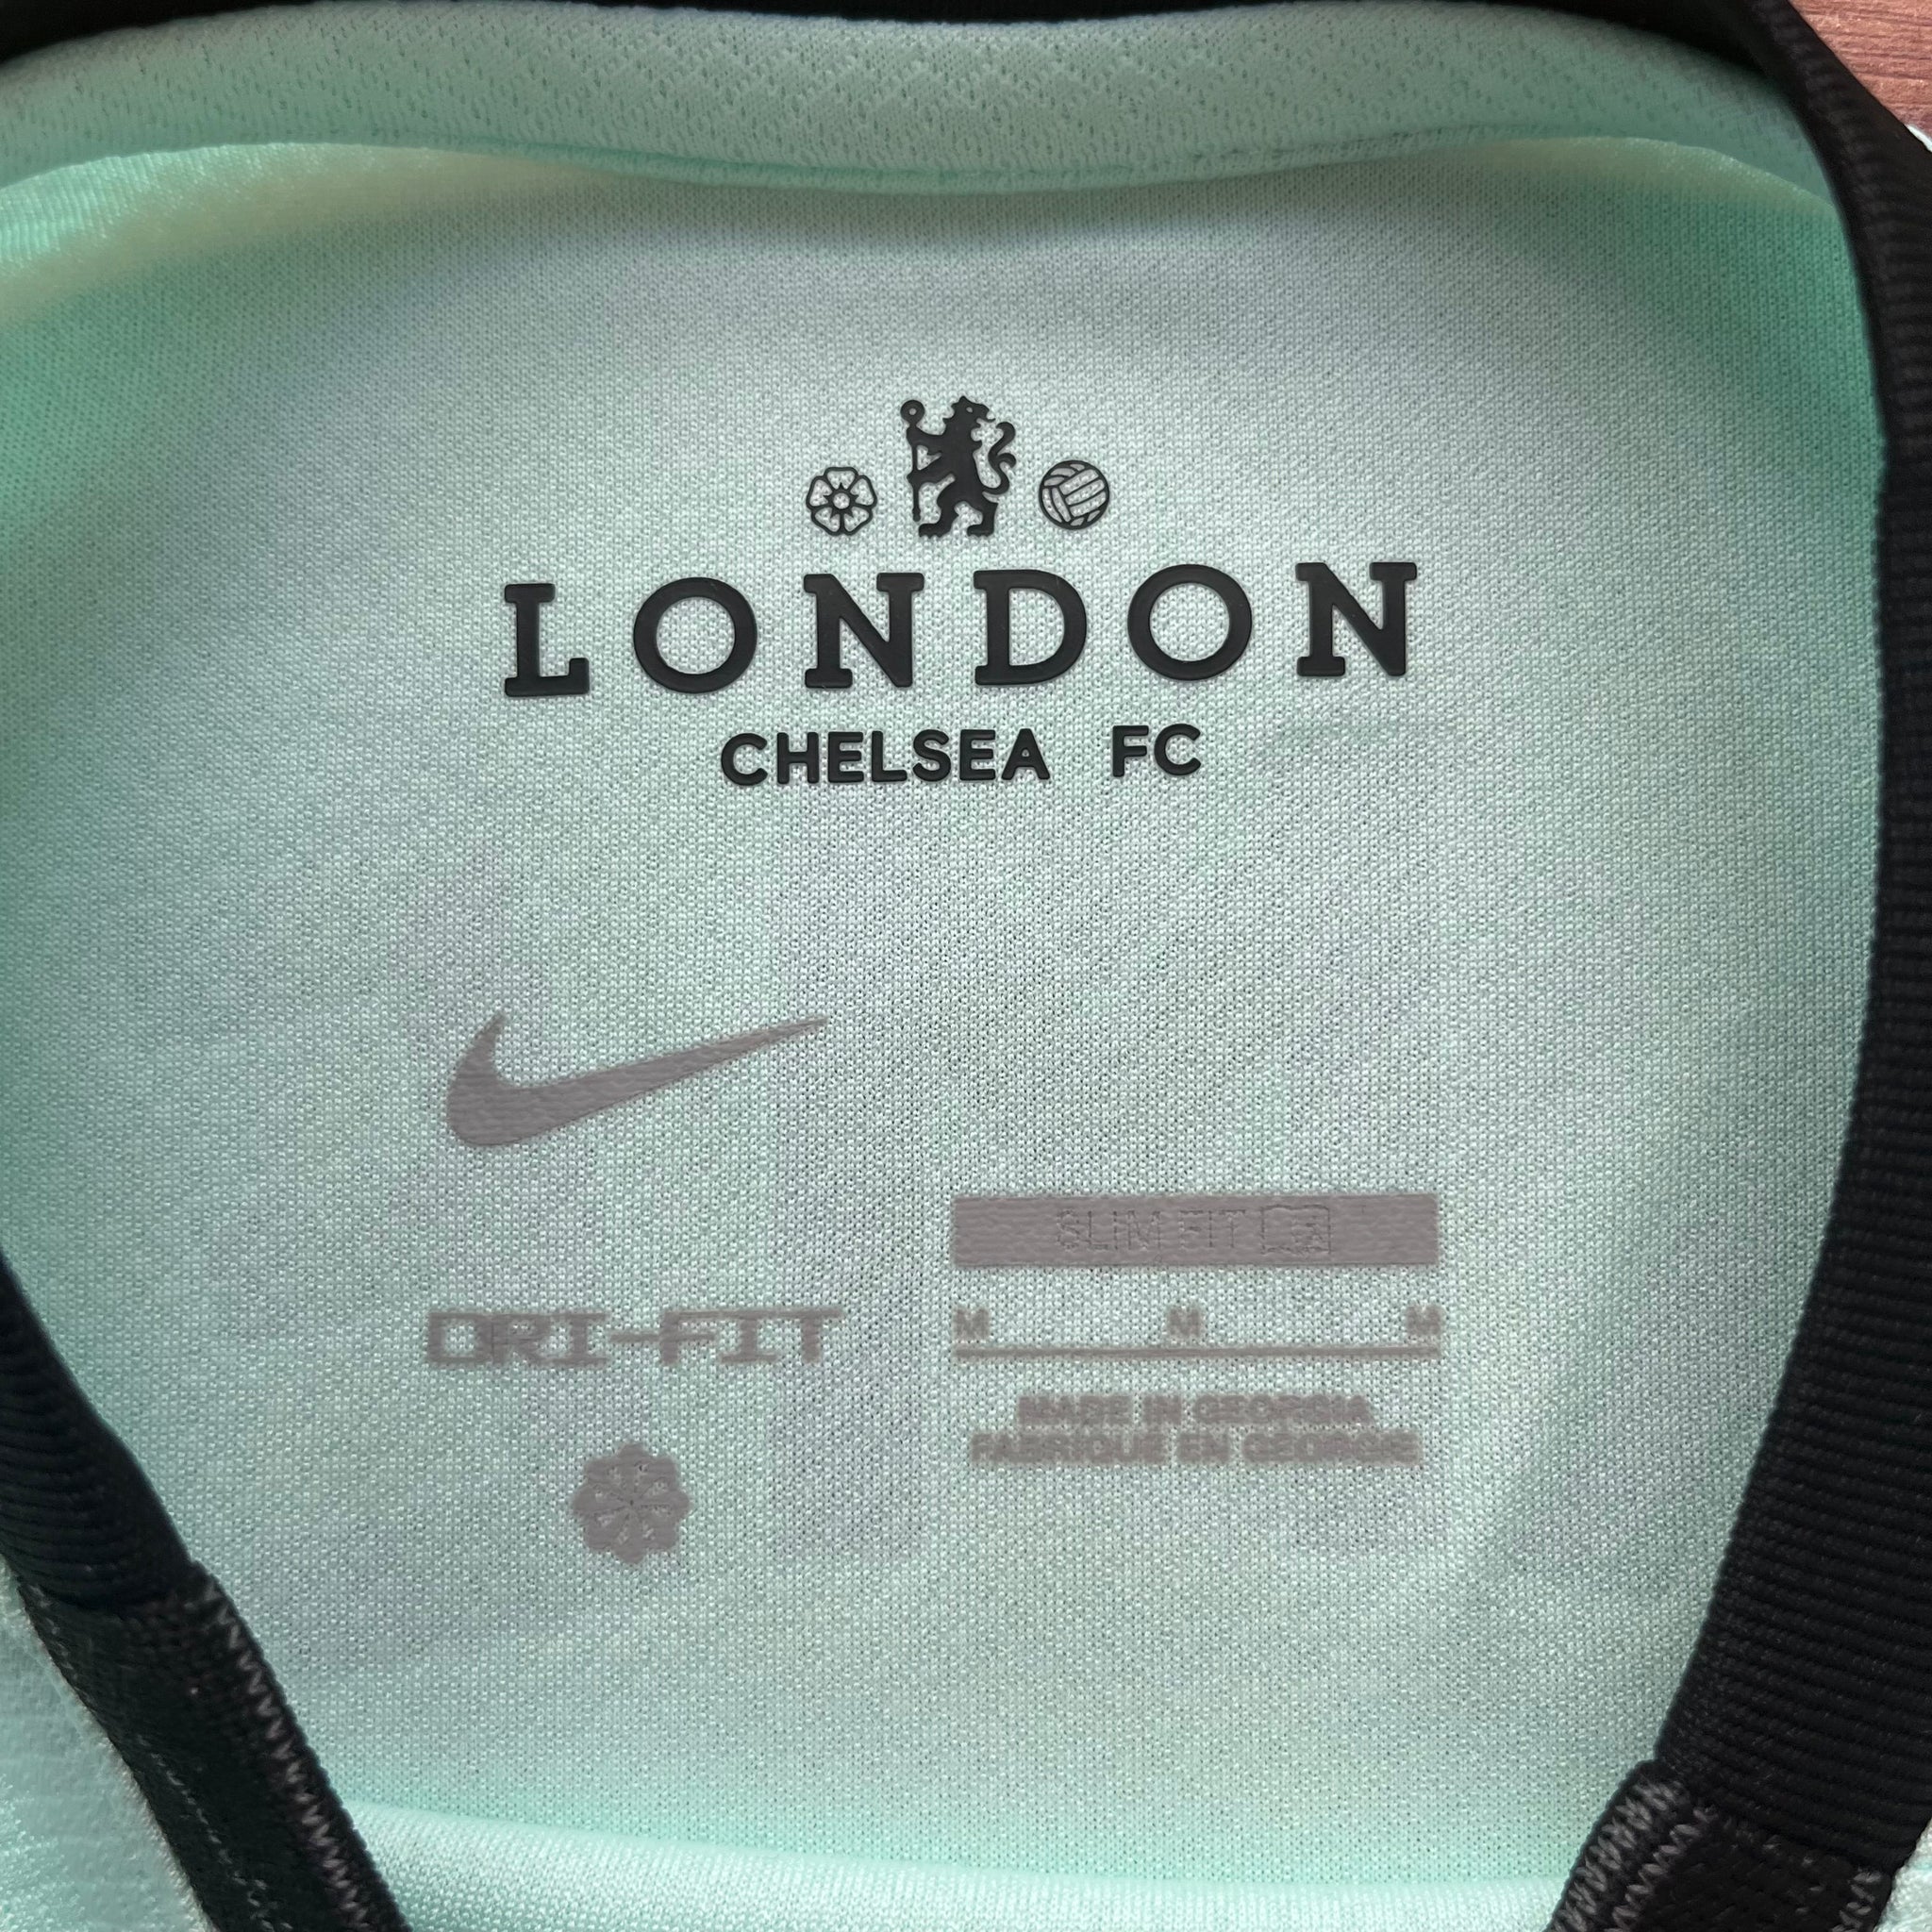 LONDON
CHELSEA FC
SLIM FIT
DRI-FIT
M M M
MADE IN GEORGIA
FABRIQUÉ EN GÉORGIE